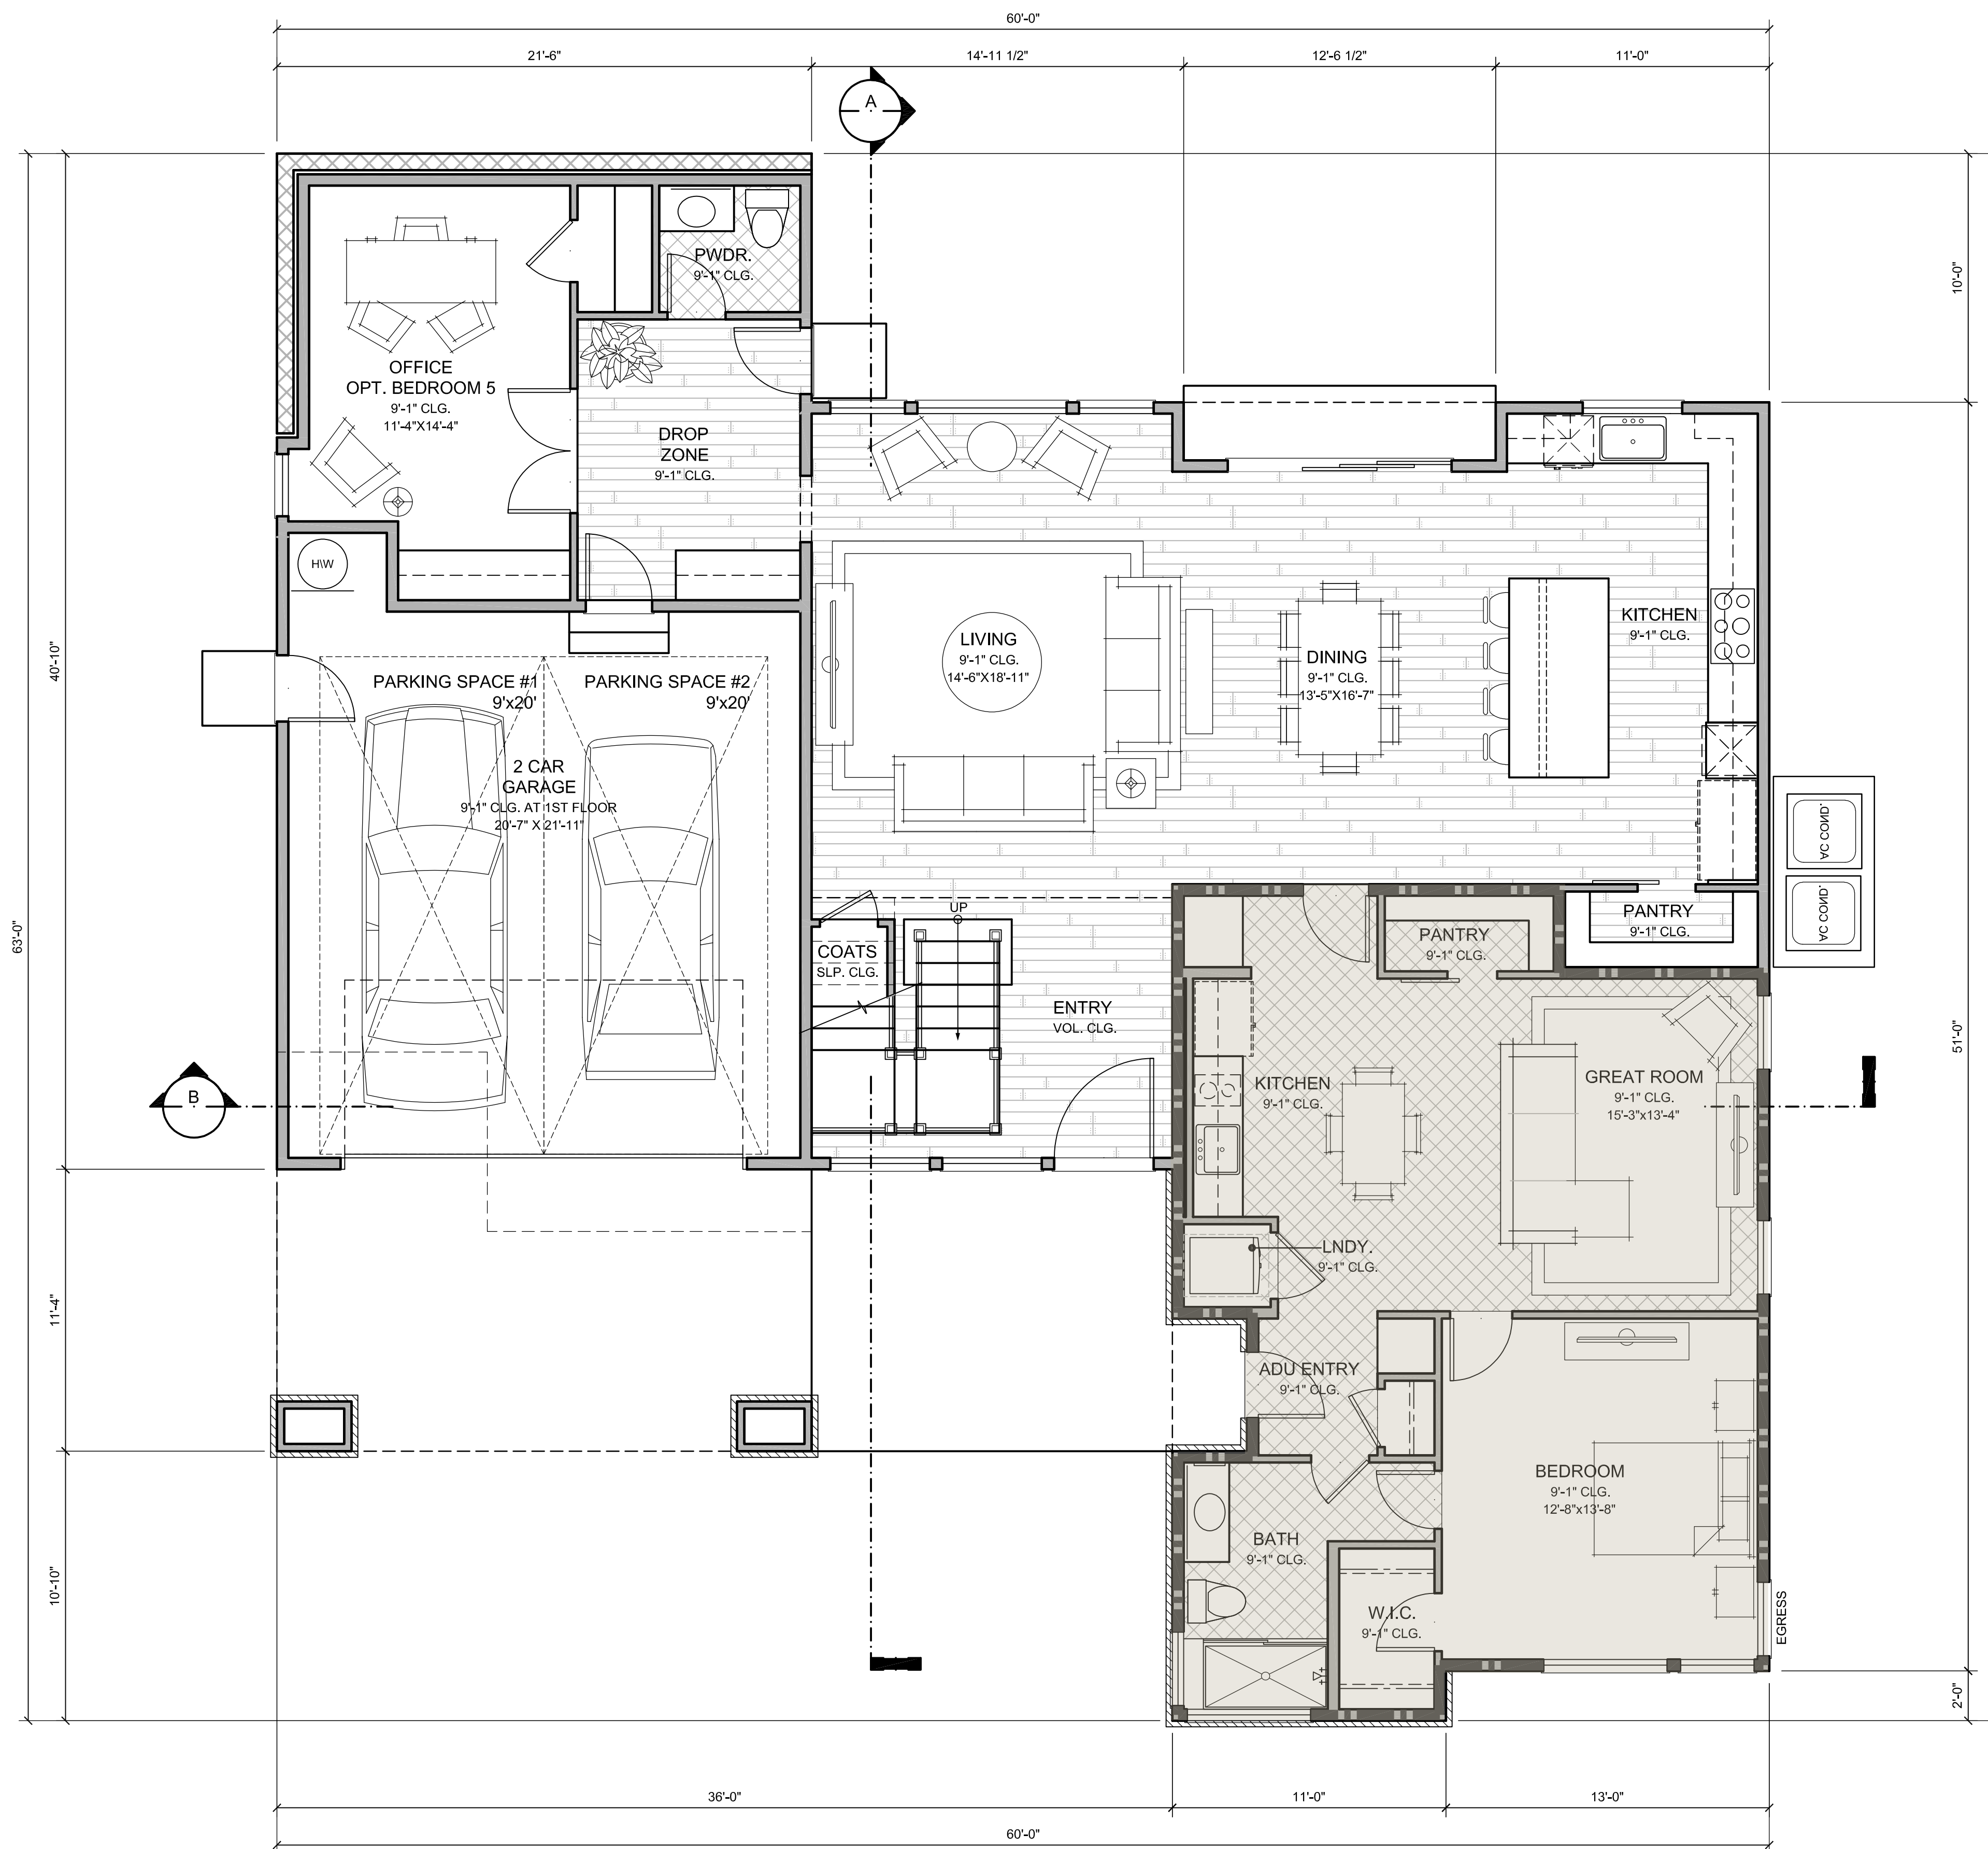 60'-0"
21'-6"
14'-11 1/2"
12'-6 1/2"
11'-0"
A
PWDR.
9'-1" CLG.
10'-0"
OFFICE
OPT. BEDROOM 5
9'-1" CLG.
11'-4"X14'-4"
DROP
ZONE
9'-1" CLG.
H\W
40'-10"
LIVING
9'-1" CLG.
14'-6"X18'-11"
DINING
9'-1" CLG.
13'-5"X16'-7"
KITCHEN
9'-1" CLG.
PARKING SPACE #1
9'x20'
PARKING SPACE #2
9'x20'
2 CAR
GARAGE
9'-1" CLG. AT 1ST FLOOR
20'-7" X 21'-11"
AC COND.
AC COND.
63'-0"
UP
COATS
SLP. CLG.
PANTRY
9'-1" CLG.
PANTRY
9'-1" CLG.
ENTRY
VOL. CLG.
51'-0"
B
KITCHEN
9'-1" CLG.
GREAT ROOM
9'-1" CLG.
15'-3"x13'-4"
LNDY.
9'-1" CLG.
11'-4"
ADU ENTRY
9'-1" CLG.
BEDROOM
9'-1" CLG.
12'-8"x13'-8"
BATH
9'-1" CLG.
10'-10"
W.I.C.
9'-1" CLG.
EGRESS
2'-0"
36'-0"
11'-0"
13'-0"
60'-0"